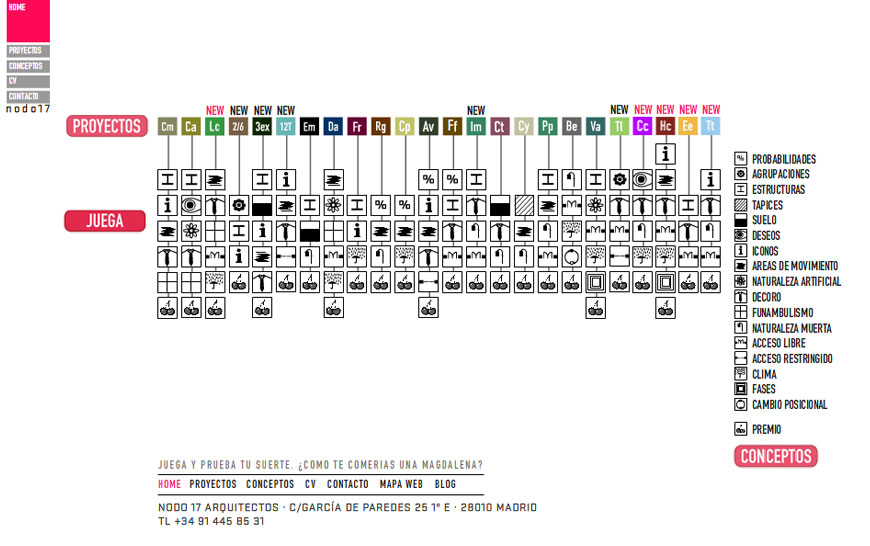 HOME
PROYECTOS
CONCEPTOS
CV
CONTACTO
nodo17
NEW NEW NEW NEW NEW NEW NEW NEW NEW NEW
PROYECTOS
Cm Ca Lc 2/6 3ex 12T Em Da Fr Rg Cp Av Ff Im Ct Cy Pp Be Va Tl Cc Hc Ee Tt
JUEGA
PROBABILIDADES
AGRUPACIONES
ESTRUCTURAS
TAPICES
SUELO
DESEOS
ICONOS
AREAS DE MOVIMIENTO
NATURALEZA ARTIFICIAL
DECORO
FUNAMBULISMO
NATURALEZA MUERTA
ACCESO LIBRE
ACCESO RESTRINGIDO
CLIMA
FASES
CAMBIO POSICIONAL
PREMIO
CONCEPTOS
JUEGA Y PRUEBA TU SUERTE. ¿COMO TE COMERIAS UNA MAGDALENA?
HOME PROYECTOS CONCEPTOS CV CONTACTO MAPA WEB BLOG
NODO 17 ARQUITECTOS · C/GARCÍA DE PAREDES 25 1º E · 28010 MADRID
TL +34 91 445 85 31